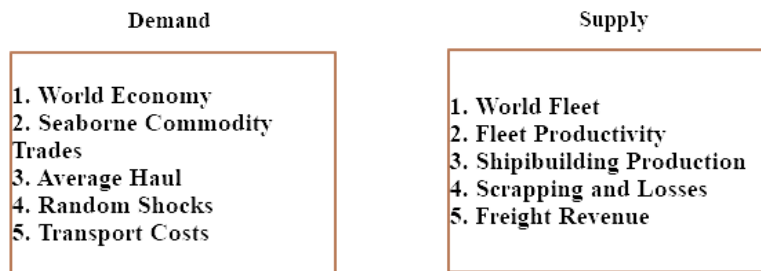 Demand
1. World Economy
2. Seaborne Commodity
Trades
3. Average Haul
4. Random Shocks
5. Transport Costs
Supply
1. World Fleet
2. Fleet Productivity
3. Shipibuilding Production
4. Scrapping and Losses
5. Freight Revenue